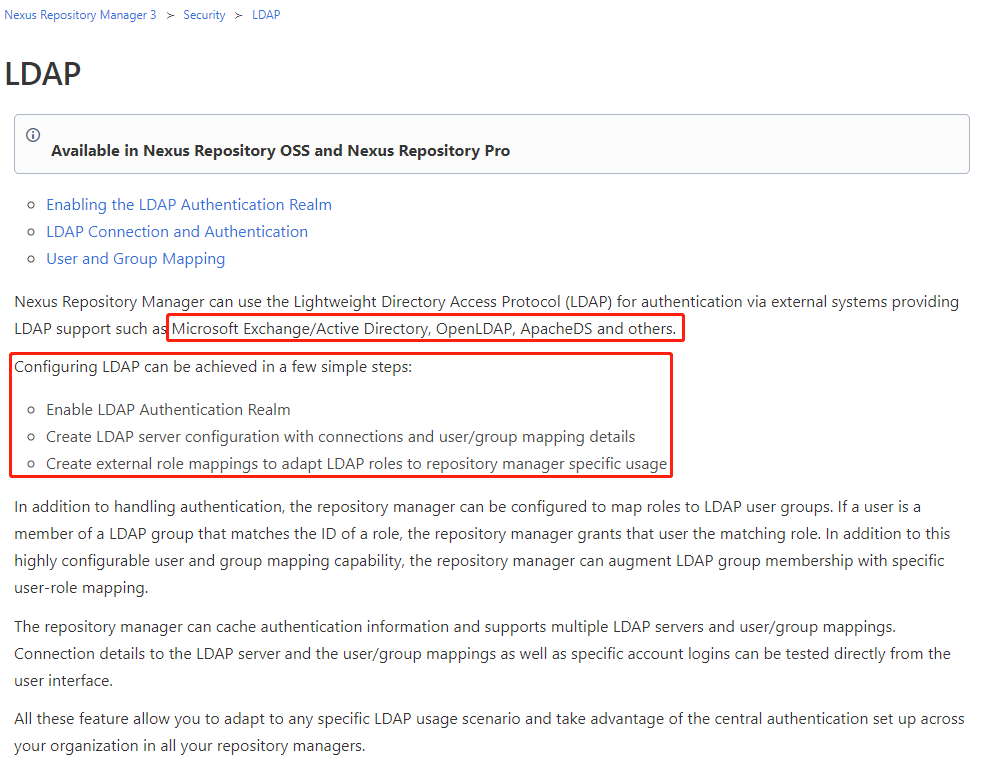 Nexus Repository Manager 3 > Security > LDAP
LDAP
Available in Nexus Repository OSS and Nexus Repository Pro
Enabling the LDAP Authentication Realm
LDAP Connection and Authentication
User and Group Mapping
Nexus Repository Manager can use the Lightweight Directory Access Protocol (LDAP) for authentication via external systems providing
LDAP support such as Microsoft Exchange/Active Directory, OpenLDAP, ApacheDS and others.
Configuring LDAP can be achieved in a few simple steps:
Enable LDAP Authentication Realm
Create LDAP server configuration with connections and user/group mapping details
Create external role mappings to adapt LDAP roles to repository manager specific usage
In addition to handling authentication, the repository manager can be configured to map roles to LDAP user groups. If a user is a
member of a LDAP group that matches the ID of a role, the repository manager grants that user the matching role. In addition to this
highly configurable user and group mapping capability, the repository manager can augment LDAP group membership with specific
user-role mapping.
The repository manager can cache authentication information and supports multiple LDAP servers and user/group mappings.
Connection details to the LDAP server and the user/group mappings as well as specific account logins can be tested directly from the
user interface.
All these feature allow you to adapt to any specific LDAP usage scenario and take advantage of the central authentication set up across
your organization in all your repository managers.